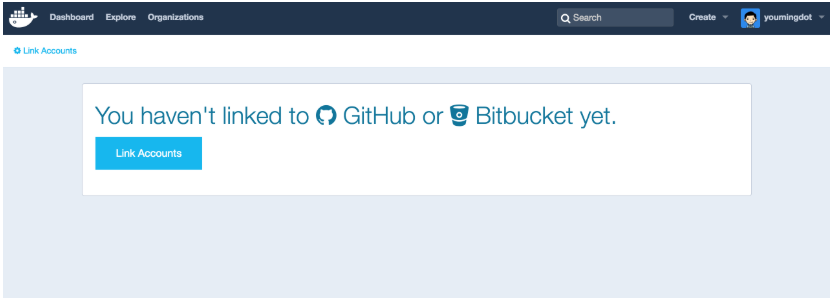 Dashboard Explore Organizations Search Create youmingdot
Link Accounts
You haven't linked to GitHub or Bitbucket yet.
Link Accounts